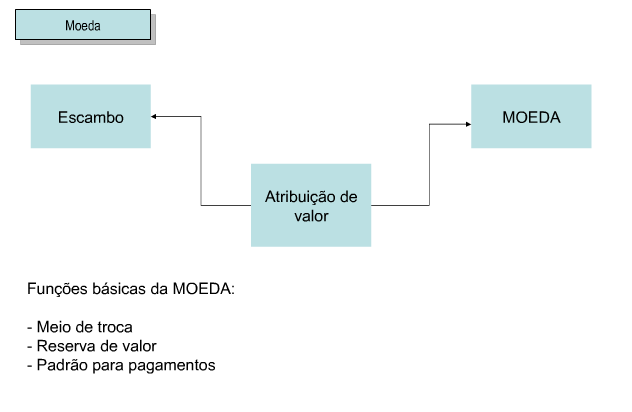 Moeda
Escambo
MOEDA
Atribuição de
valor
Funções básicas da MOEDA:
- Meio de troca
- Reserva de valor
- Padrão para pagamentos